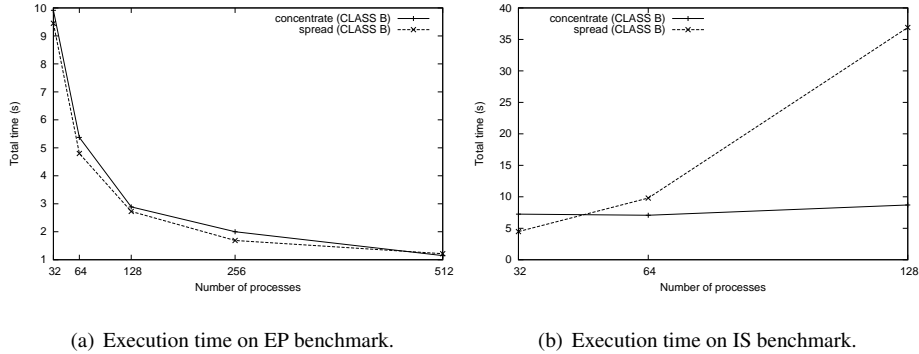 10
9
8
7
6
5
4
3
2
1
Total time (s)
32 64 128 256 512
Number of processes
concentrate (CLASS B)
spread (CLASS B)
(a) Execution time on EP benchmark.
40
35
30
25
20
15
10
5
0
Total time (s)
32 64 128
Number of processes
concentrate (CLASS B)
spread (CLASS B)
(b) Execution time on IS benchmark.